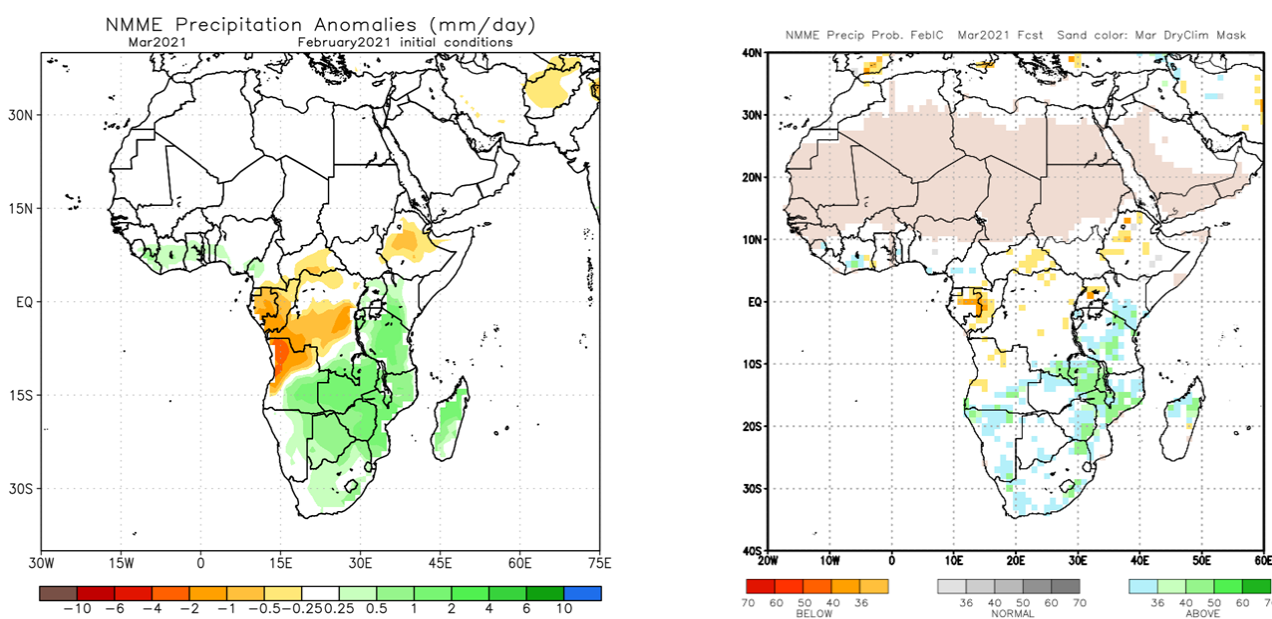 NMME Precipitation Anomalies (mm/day)
Mar2021 February2021 initial conditions
30N
15N
EQ
15S
30S
30W 15W 0 15E 30E 45E 60E 75E
−10 −6 −4 −2 −1 −0.5 −0.25 0.25 0.5 1 2 4 6 10
NMME Precip Prob. FebIC Mar2021 Fcst Sand color: Mar DryClim Mask
40N
30N
20N
10N
EQ
10S
20S
30S
40S
20W 10W 0 10E 20E 30E 40E 50E 60E
70 60 50 40 36
BELOW
36 40 50 60 70
NORMAL
36 40 50 60 7
ABOVE